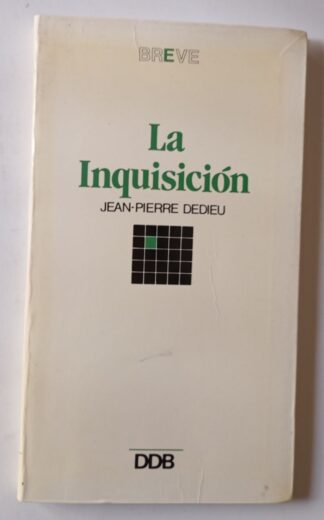 BREVE
La
Inquisición
JEAN-PIERRE DEDIEU
DDB